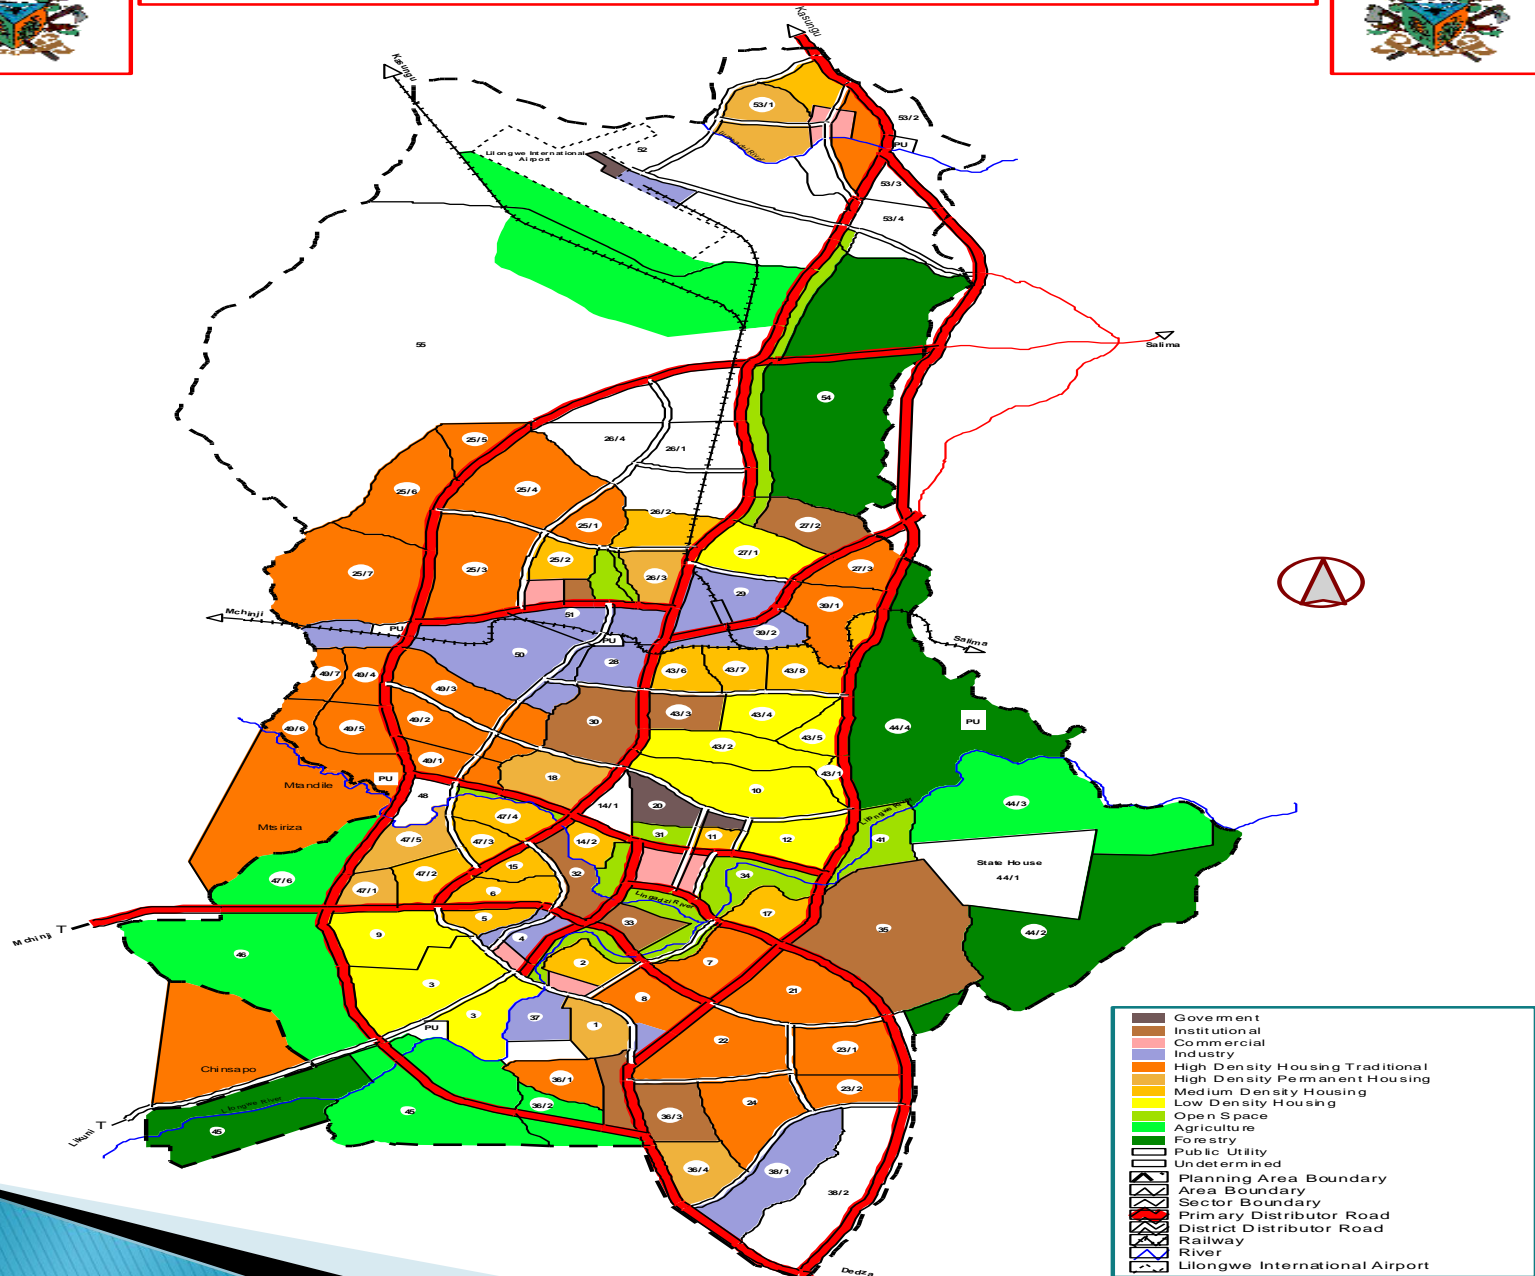 Kasungu
Kasungu
53/1
53/2
PU
52
Lilongwe International
Airport
53/3
53/4
55
Salima
54
25/5
26/4
26/1
25/6
25/4
26/2
25/1
27/2
27/1
25/2
25/7
25/3
26/3
27/3
29
39/1
Mchinji
51
PU
PU
39/2
Salima
50
28
49/7
49/4
43/6
43/7
43/8
49/3
43/3
43/4
49/6
49/5
49/2
30
44/4
PU
43/5
43/2
49/1
43/1
PU
18
Mtandile
48
10
14/1
20
44/3
47/4
Mtsiriza
31
11
Lilongwe River
47/5
47/3
14/2
12
41
State House
44/1
15
47/6
47/2
32
34
47/1
6
Lingadzi River
5
17
33
35
44/2
Mchinji
T
9
4
46
2
7
3
21
8
3
37
1
PU
22
23/1
Chinsapo
36/1
23/2
Lilongwe River
45
36/2
36/3
24
Likuni
T
45
36/4
38/1
38/2
Dedza
Goverment
Institutional
Commercial
Industry
High Density Housing Traditional
High Density Permanent Housing
Medium Density Housing
Low Density Housing
Open Space
Agriculture
Forestry
Public Utility
Undetermined
Planning Area Boundary
Area Boundary
Sector Boundary
Primary Distributor Road
District Distributor Road
Railway
River
Lilongwe International Airport